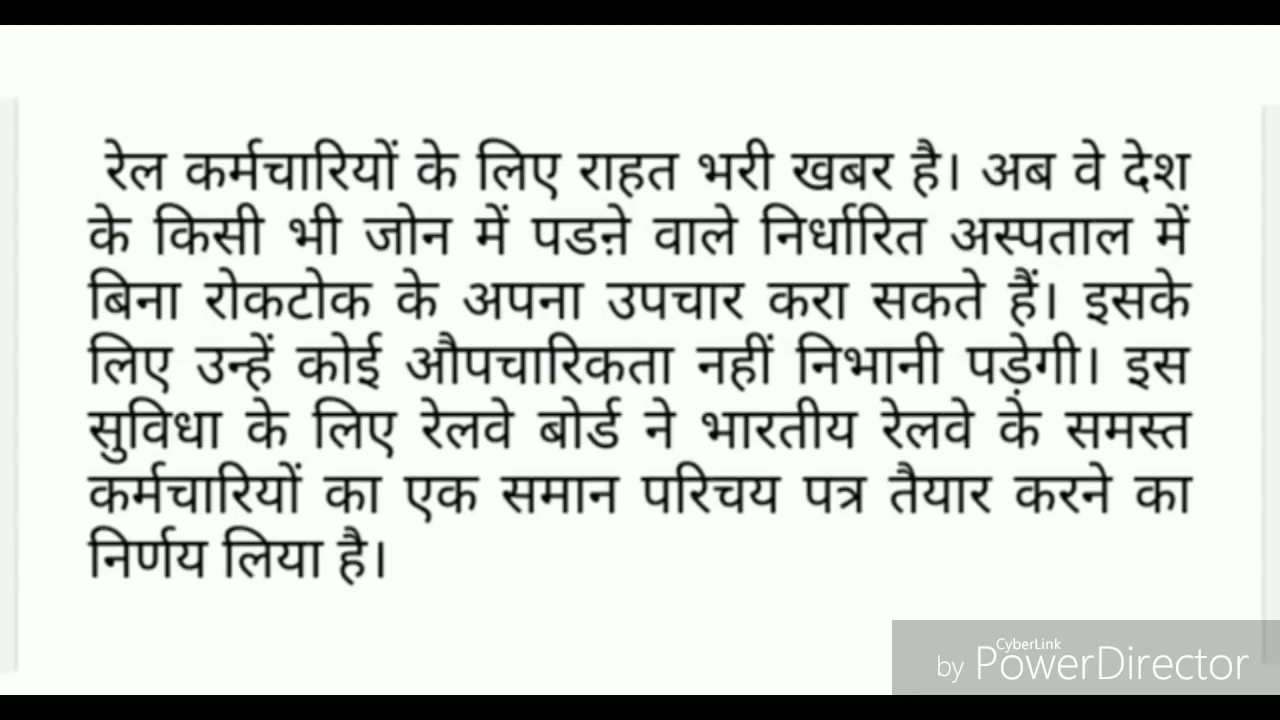 रेल कर्मचारियों के लिए राहत भरी खबर है। अब वे देश
के किसी भी जोन में पडऩे वाले निर्धारित अस्पताल में
बिना रोकटोक के अपना उपचार करा सकते हैं। इसके
लिए उन्हें कोई औपचारिकता नहीं निभानी पड़ेगी। इस
सुविधा के लिए रेलवे बोर्ड ने भारतीय रेलवे के समस्त
कर्मचारियों का एक समान परिचय पत्र तैयार करने का
निर्णय लिया है।
CyberLink
by PowerDirector